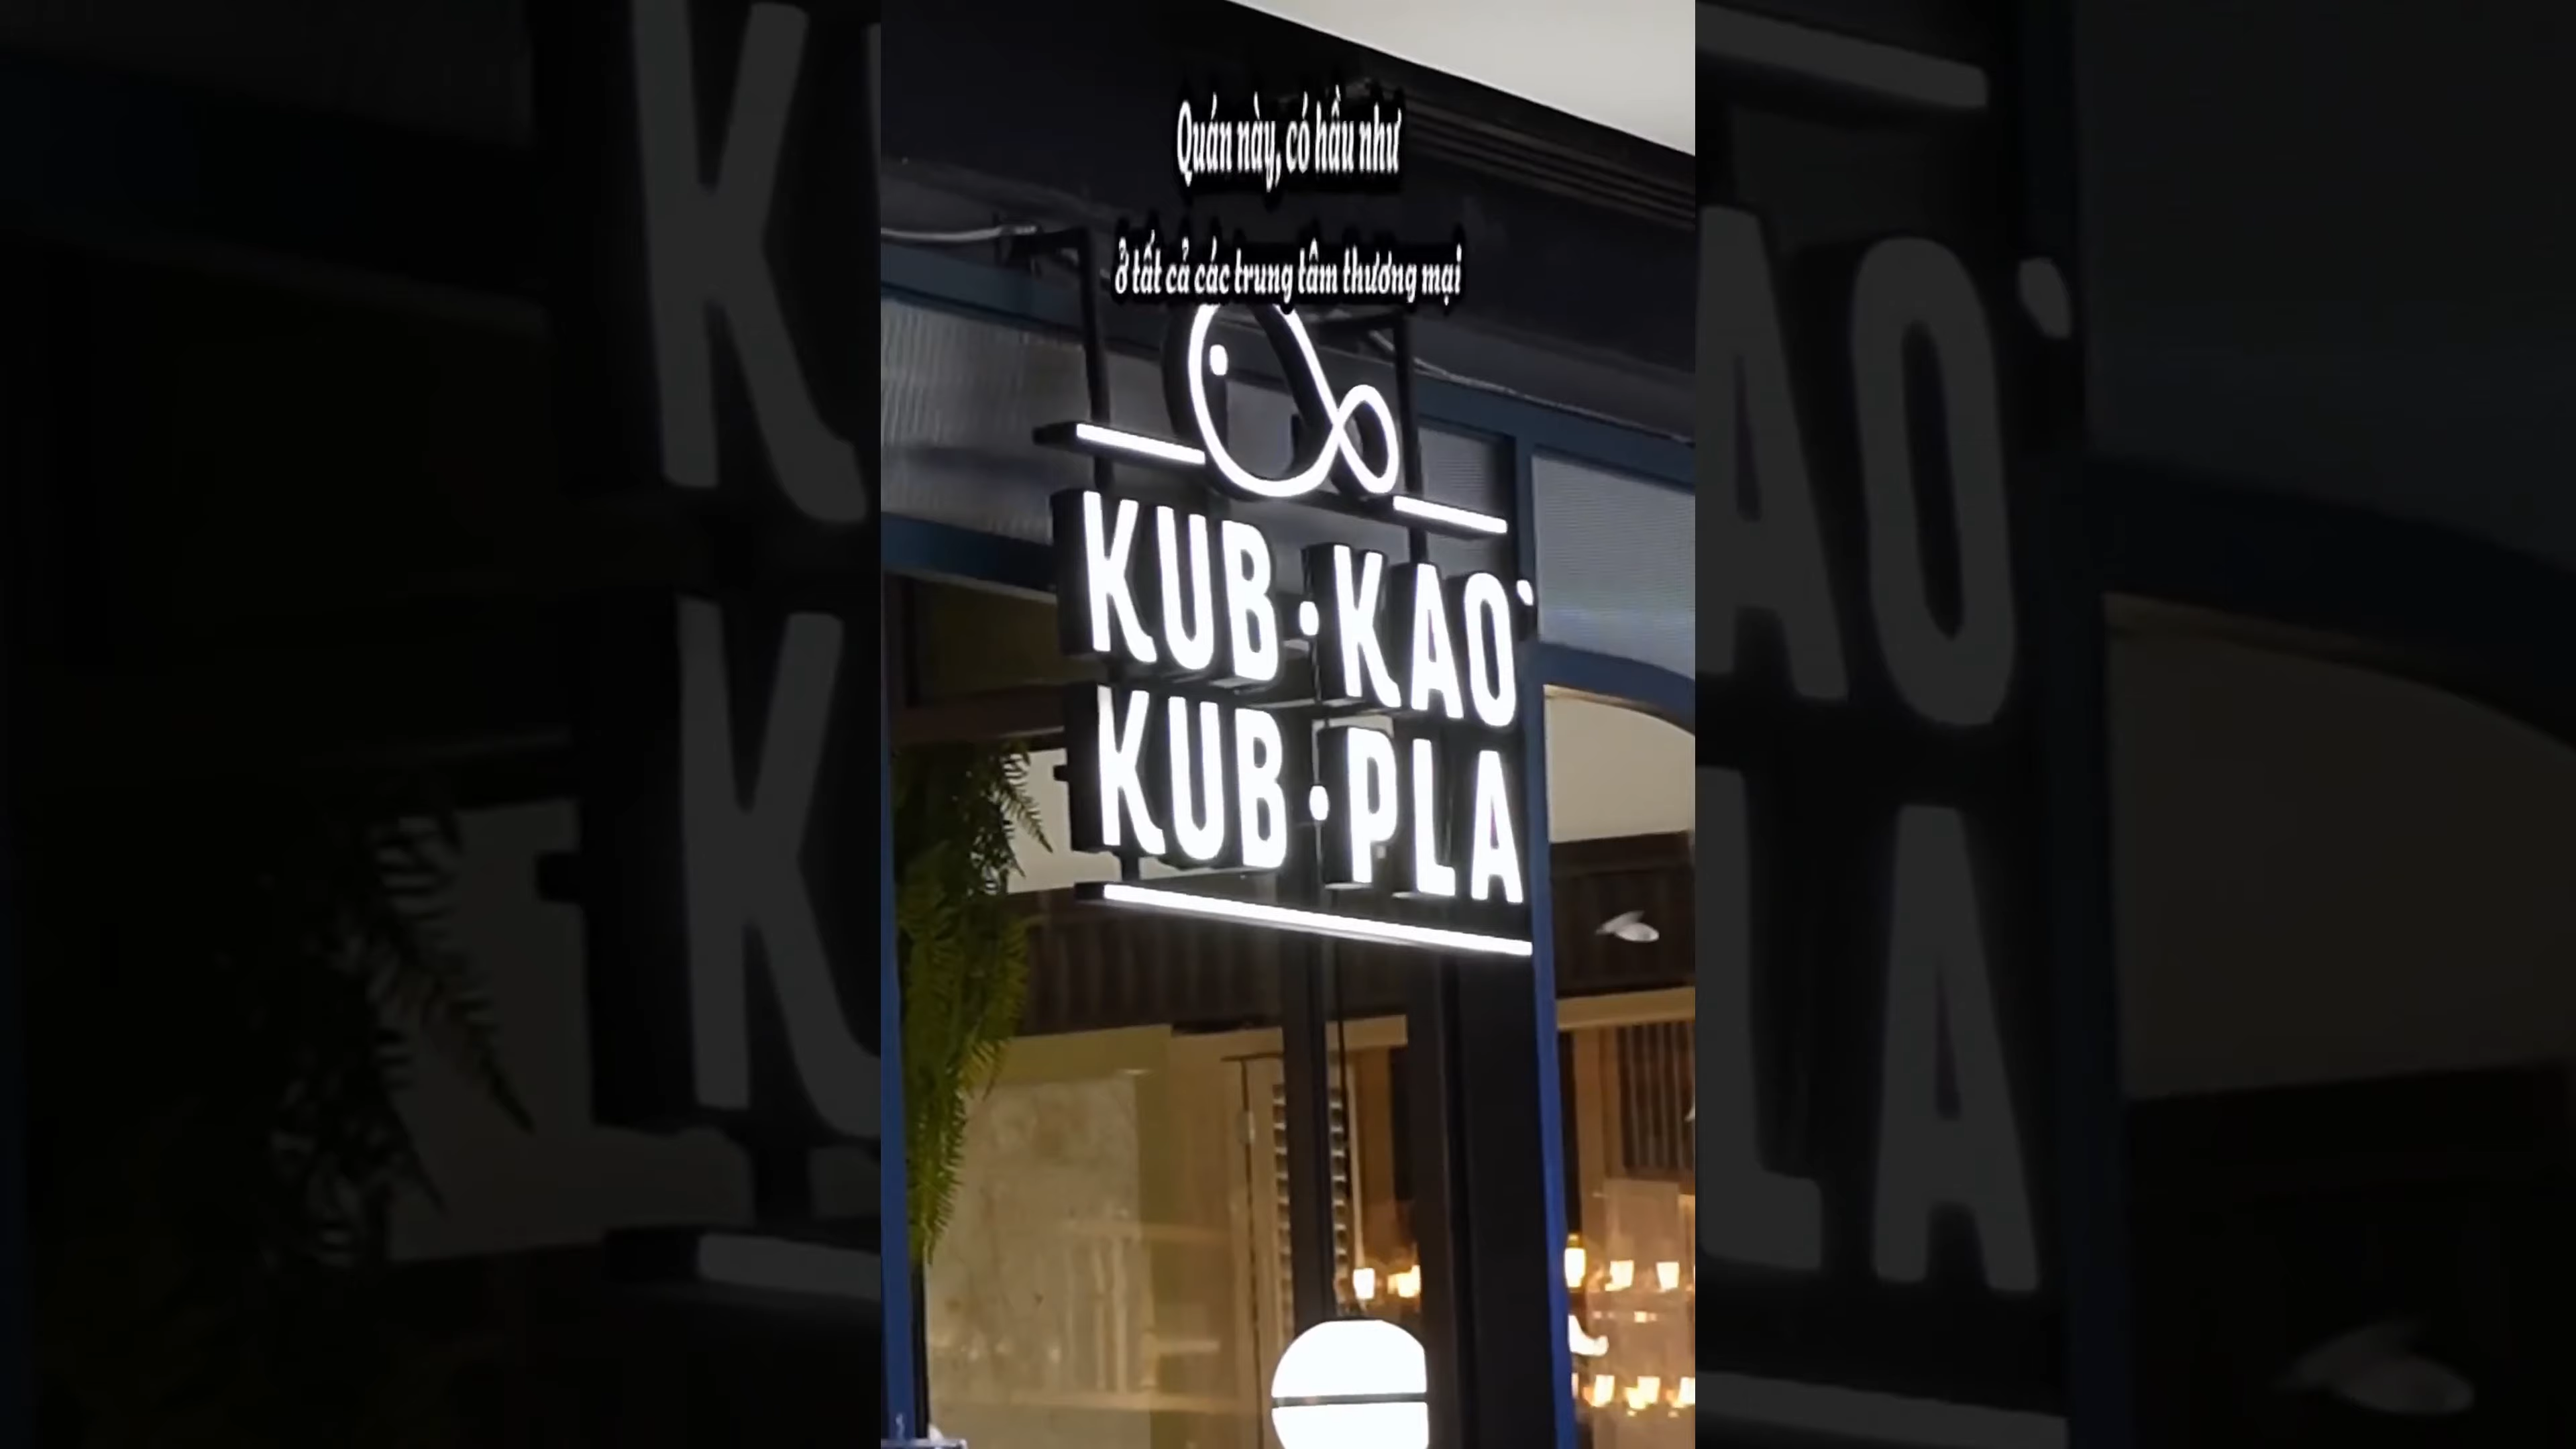 Quán này, có hầu như
ở tất cả các trung tâm thương mại
KUB·KAO'
KUB·PLA